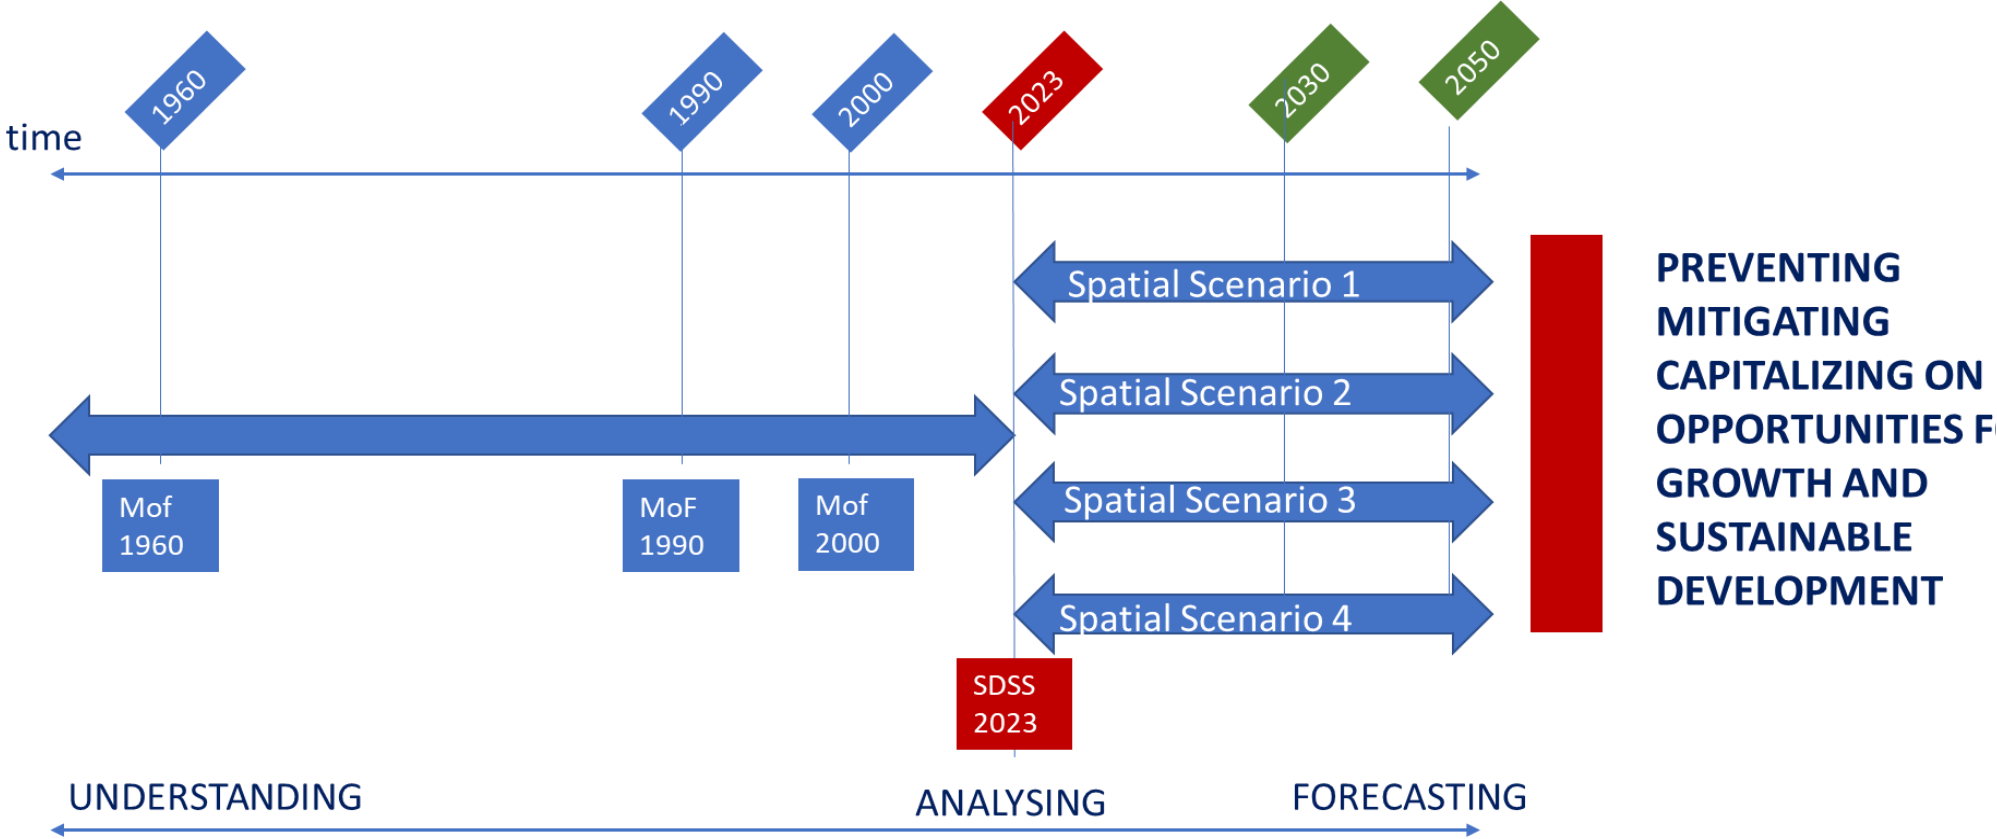 1960
1990
2000
2023
2030
2050
time
Spatial Scenario 1
Spatial Scenario 2
Spatial Scenario 3
Spatial Scenario 4
Mof
1960
MoF
1990
Mof
2000
SDSS
2023
PREVENTING
MITIGATING
CAPITALIZING ON
OPPORTUNITIES
GROWTH AND
SUSTAINABLE
DEVELOPMENT
UNDERSTANDING
ANALYSING
FORECASTING